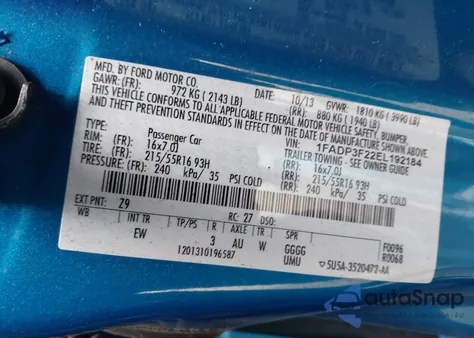 MFD. BY FORD MOTOR CO.
DATE: 10/13 GVWR: 1810 KG ( 3990 LB)
GAWR: (FR): 972 KG ( 2143 LB) (RR): 880 KG ( 1940 LB)
THIS VEHICLE CONFORMS TO ALL APPLICABLE FEDERAL MOTOR VEHICLE SAFETY, BUMPER
AND THEFT PREVENTION STANDARDS IN EFFECT ON THE DATE OF MANUFACTURE SHOWN ABOVE.
VIN: 1FADP3F22EL192184
TYPE: Passenger Car TRAILER TOWING - SEE OWNER GUIDE
RIM: (FR): 16x7.0J (RR): 16x7.0J
TIRE: (FR): 215/55R16 93H (RR): 215/55R16 93H
PRESSURE: (FR): 240 kPa/ 35 PSI COLD (RR): 240 kPa/ 35 PSI COLD
EXT PNT: Z9 RC: 27 DSO: F0096
WB INT TR TP/PS R AXLE TR SPR R0068
EW 3 AU W GGGG
1201310196587 UMU 5U5A-3520472-AA
autoSnap